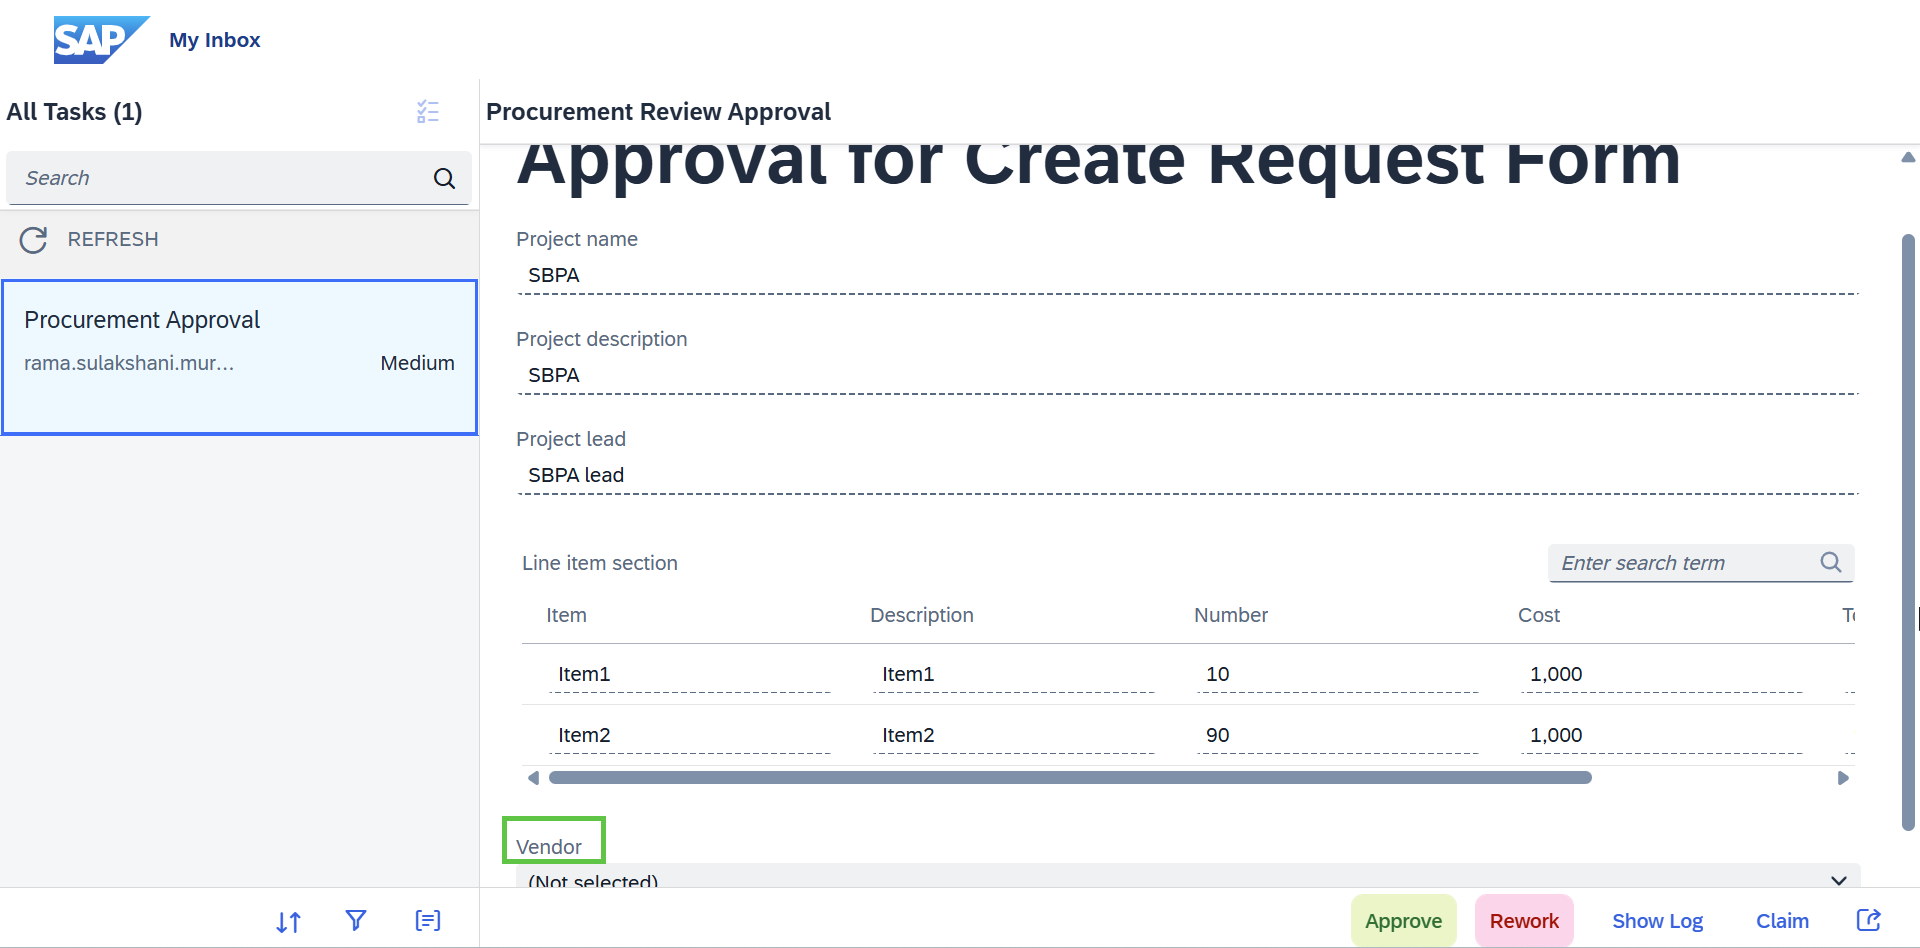 SAP
My Inbox
All Tasks (1)
Search
REFRESH
Procurement Approval
rama.sulakshani.mur...
Medium
Procurement Review Approval
Approval for Create Request Form
Project name
SBPA
Project description
SBPA
Project lead
SBPA lead
Line item section
Enter search term
Item Description Number Cost
Item1 Item1 10 1,000
Item2 Item2 90 1,000
Vendor
(Not selected)
Approve Rework Show Log Claim